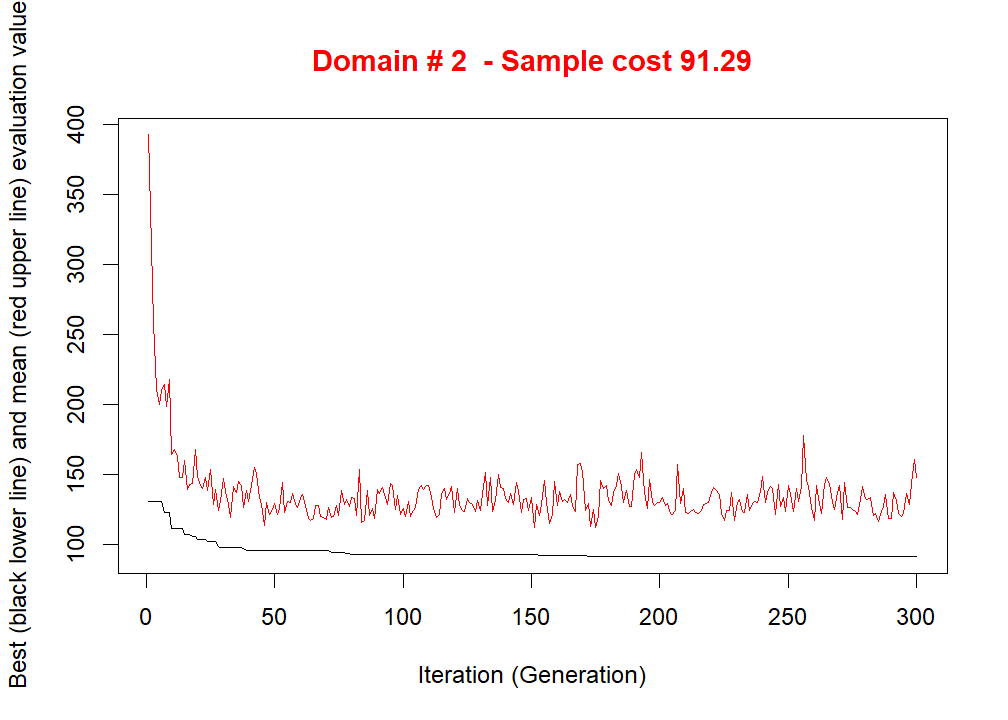 Domain # 2  - Sample cost 91.29
Best (black lower line) and mean (red upper line) evaluation value
400
350
300
250
200
150
100
0 50 100 150 200 250 300
Iteration (Generation)